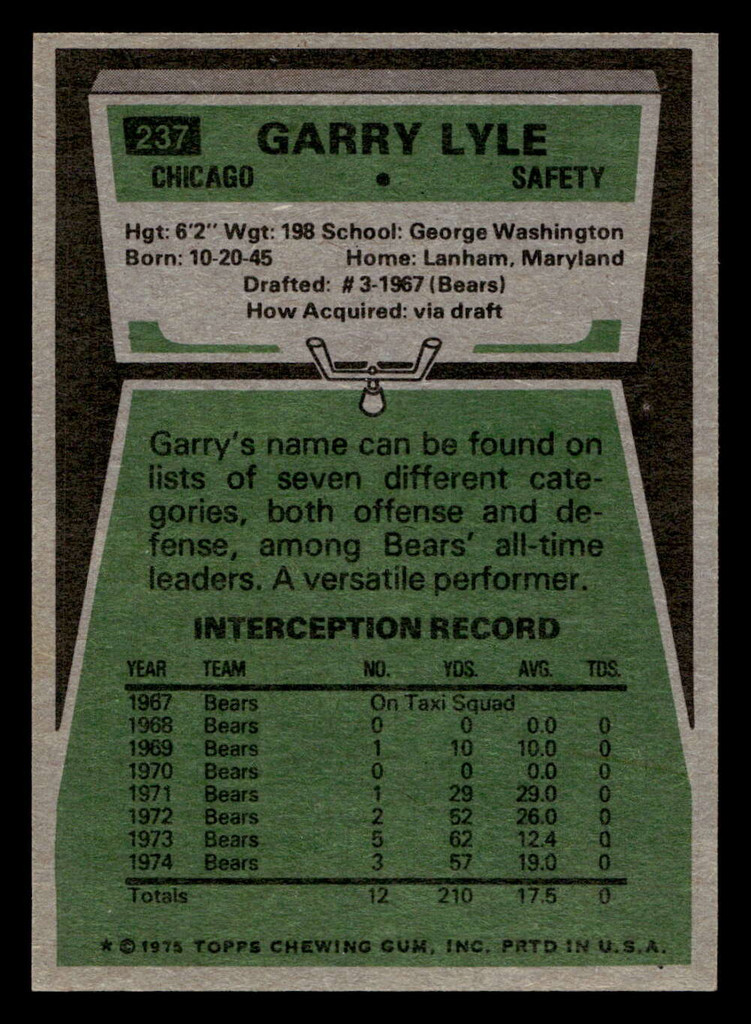 237 GARRY LYLE
CHICAGO • SAFETY
Hgt: 6'2" Wgt: 198 School: George Washington
Born: 10-20-45 Home: Lanham, Maryland
Drafted: #3-1967 (Bears)
How Acquired: via draft
Garry's name can be found on
lists of seven different cate-
gories, both offense and de-
fense, among Bears' all-time
leaders. A versatile performer.
INTERCEPTION RECORD
YEAR TEAM NO. YDS. AVG. TDS.
1967 Bears On Taxi Squad
1968 Bears 0 0 0.0 0
1969 Bears 1 10 10.0 0
1970 Bears 0 0 0.0 0
1971 Bears 1 29 29.0 0
1972 Bears 2 52 26.0 0
1973 Bears 5 62 12.4 0
1974 Bears 3 57 19.0 0
Totals 12 210 17.5 0
★ © 1975 TOPPS CHEWING GUM, INC. PRTD IN U.S.A.